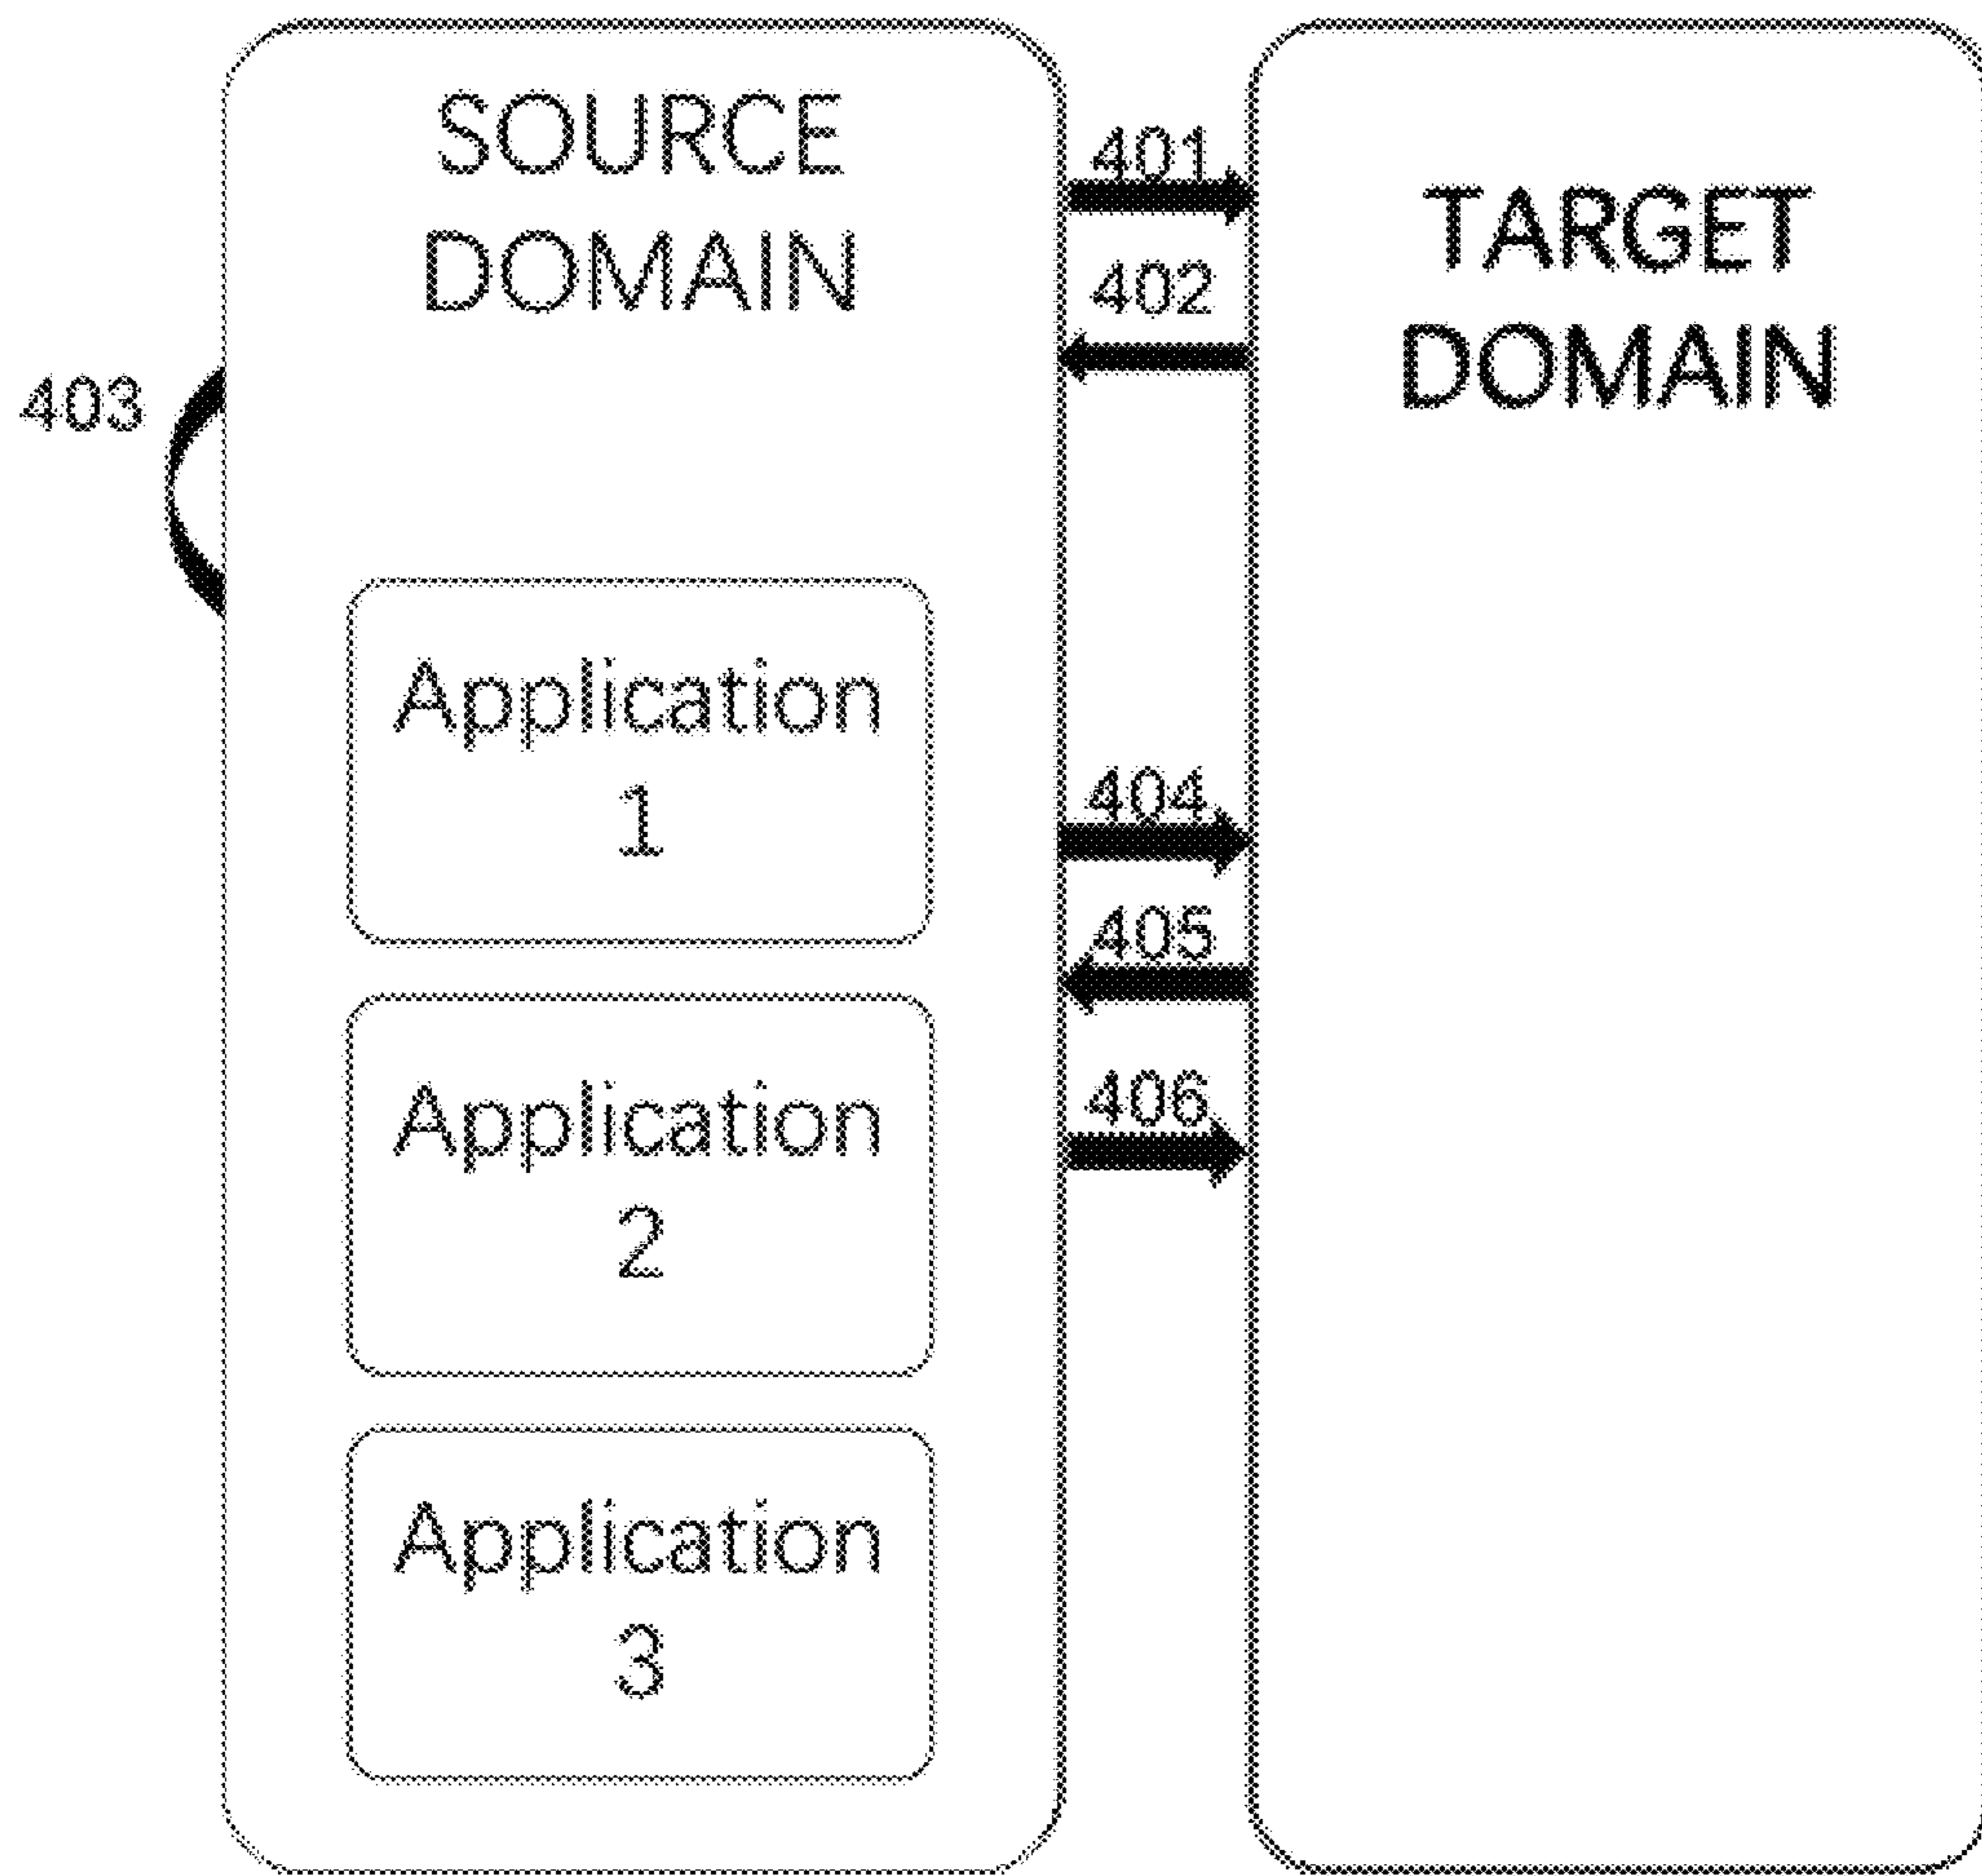 SOURCE
DOMAIN
401
402
TARGET
DOMAIN
403
Application
1
404
405
Application
2
406
Application
3